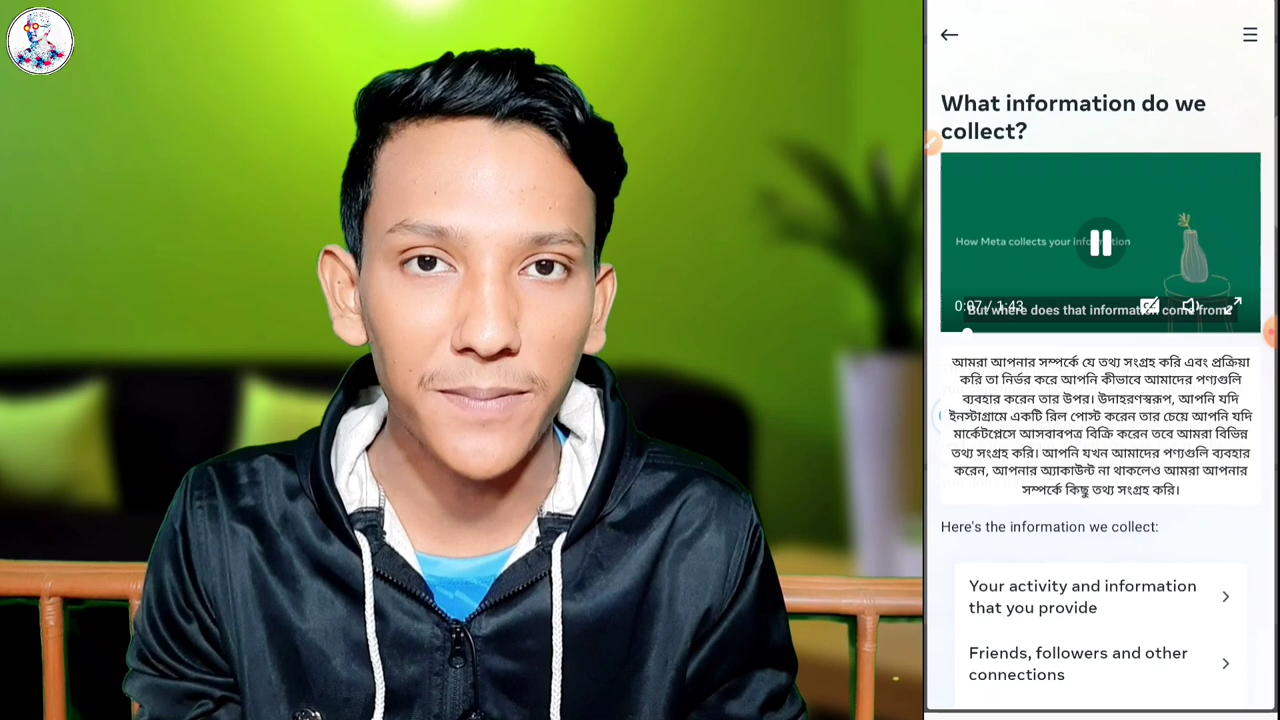 What information do we
collect?
How Meta collects your information
0:07 / 1:43
But where does that information come from
আমরা আপনার সম্পর্কে যে তথ্য সংগ্রহ করি এবং প্রক্রিয়া
করি তা নির্ভর করে আপনি কীভাবে আমাদের পণ্যগুলি
ব্যবহার করেন তার উপর। উদাহরণস্বরূপ, আপনি যদি
ইনস্টাগ্রামে একটি রিল পোস্ট করেন তার চেয়ে আপনি যদি
মার্কেটপ্লেসে আসবাবপত্র বিক্রি করেন তবে আমরা বিভিন্ন
তথ্য সংগ্রহ করি। আপনি যখন আমাদের পণ্যগুলি ব্যবহার
করেন, আপনার অ্যাকাউন্ট না থাকলেও আমরা আপনার
সম্পর্কে কিছু তথ্য সংগ্রহ করি।
Here's the information we collect:
Your activity and information
that you provide
Friends, followers and other
connections